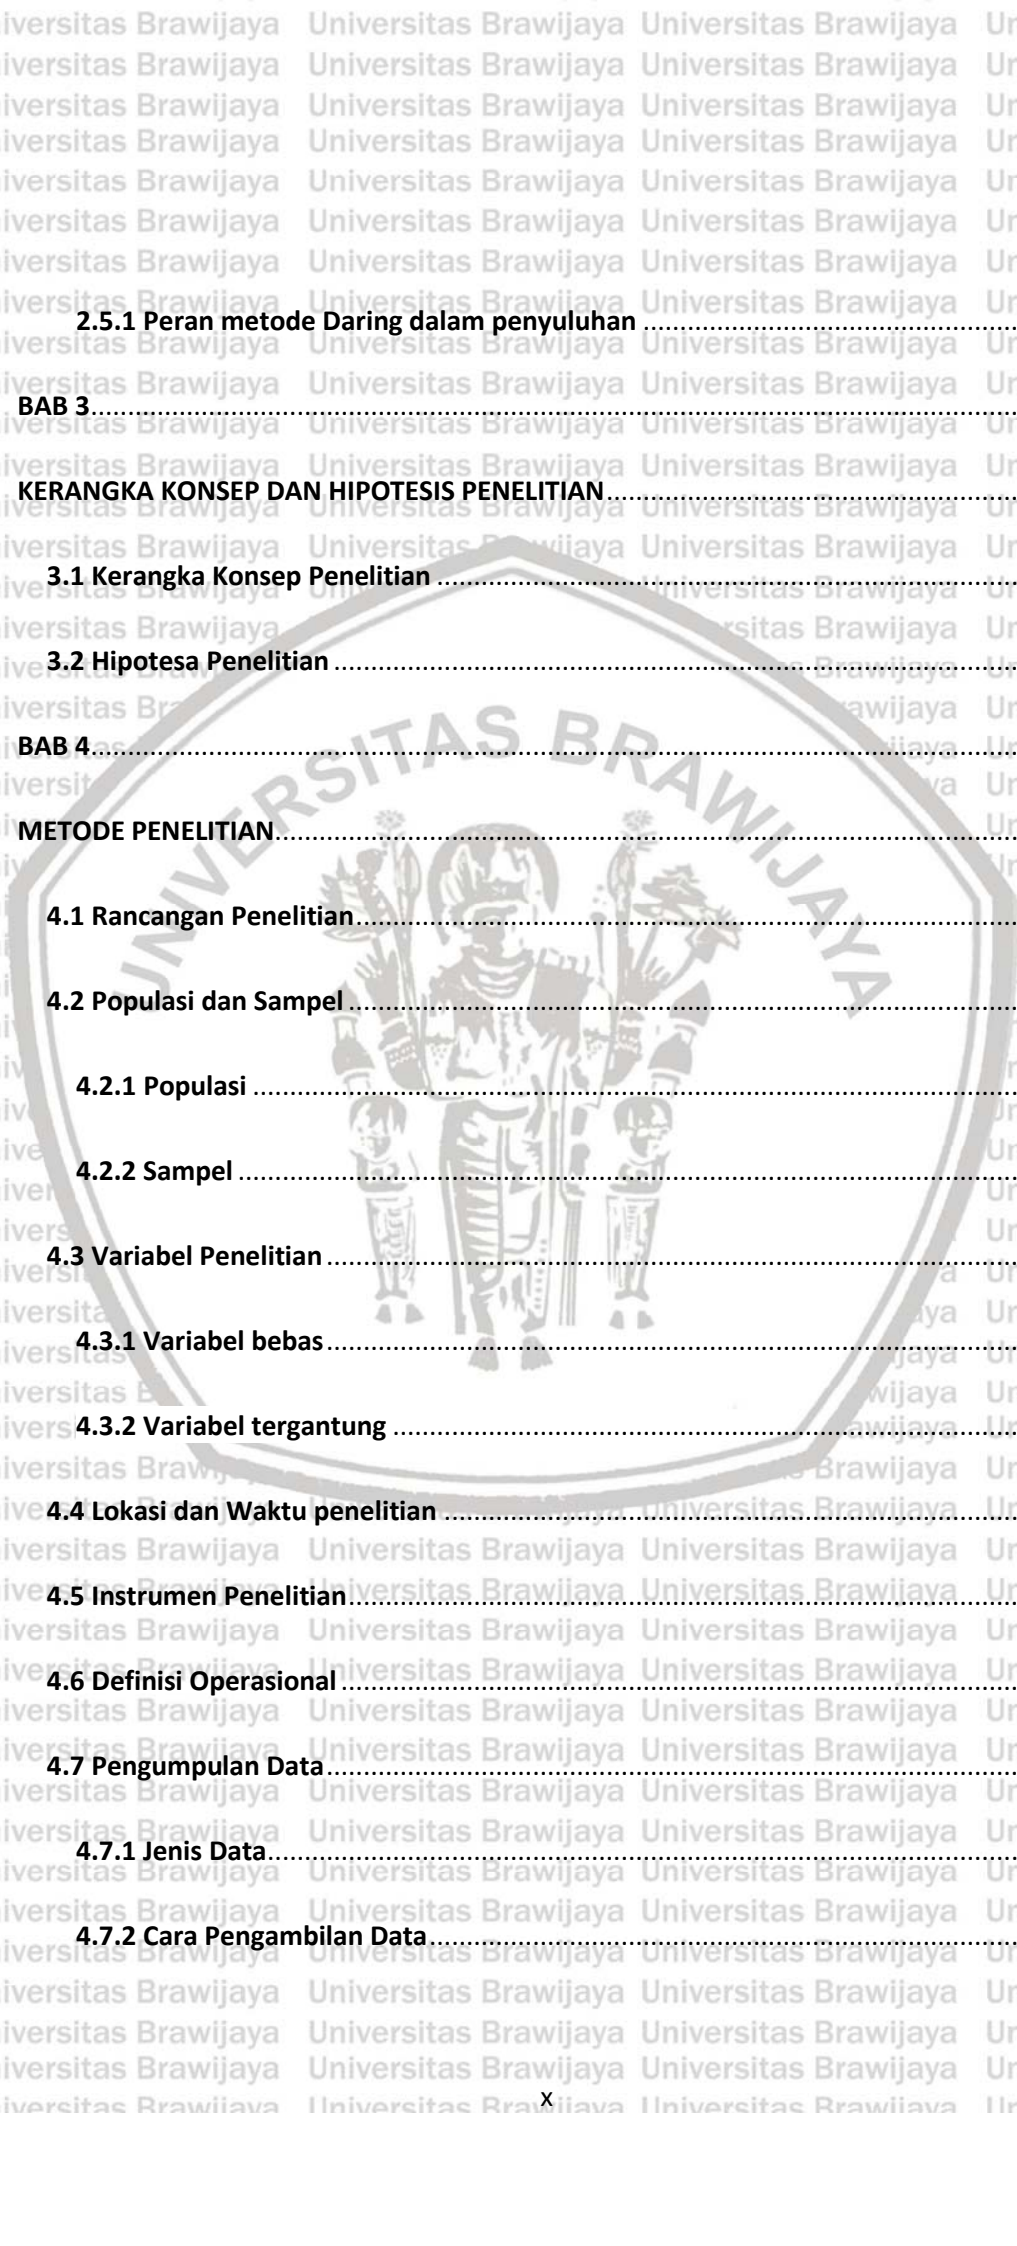 2.5.1 Peran metode Daring dalam penyuluhan
BAB 3
KERANGKA KONSEP DAN HIPOTESIS PENELITIAN
3.1 Kerangka Konsep Penelitian
3.2 Hipotesa Penelitian
BAB 4
UNIVERSITAS BRAWIJAYA
METODE PENELITIAN
4.1 Rancangan Penelitian
4.2 Populasi dan Sampel
4.2.1 Populasi
4.2.2 Sampel
4.3 Variabel Penelitian
4.3.1 Variabel bebas
4.3.2 Variabel tergantung
4.4 Lokasi dan Waktu penelitian
4.5 Instrumen Penelitian
4.6 Definisi Operasional
4.7 Pengumpulan Data
4.7.1 Jenis Data
4.7.2 Cara Pengambilan Data
x